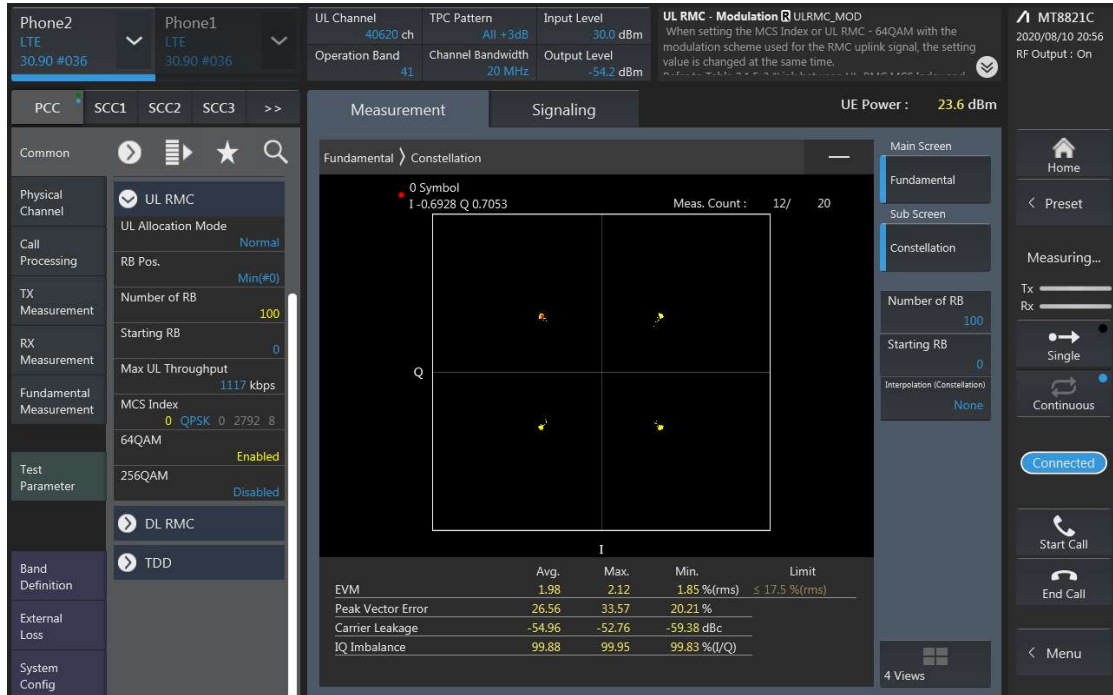 Phone2
LTE
30.90 #036
Phone1
LTE
30.90 #036
UL Channel
40620 ch
TPC Pattern
All +3dB
Input Level
30.0 dBm
Operation Band
41
Channel Bandwidth
20 MHz
Output Level
-54.2 dBm
UL RMC - Modulation R ULRMC_MOD
When setting the MCS Index or UL RMC - 64QAM with the
modulation scheme used for the RMC uplink signal, the setting
value is changed at the same time.
MT8821C
2020/08/10 20:56
RF Output : On
PCC SCC1 SCC2 SCC3 >>
Measurement
Signaling
UE Power : 23.6 dBm
Common
Physical
Channel
Call
Processing
TX
Measurement
RX
Measurement
Fundamental
Measurement
Test
Parameter
Band
Definition
External
Loss
System
Config
UL RMC
UL Allocation Mode
Normal
RB Pos.
Min(#0)
Number of RB
100
Starting RB
0
Max UL Throughput
1117 kbps
MCS Index
0 QPSK 0 2792 8
64QAM
Enabled
256QAM
Disabled
DL RMC
TDD
Fundamental 〉 Constellation
0 Symbol
I -0.6928 Q 0.7053
Meas. Count : 12/ 20
Q
I
Avg. Max. Min. Limit
EVM 1.98 2.12 1.85 %(rms) ≤ 17.5 %(rms)
Peak Vector Error 26.56 33.57 20.21 %
Carrier Leakage -54.96 -52.76 -59.38 dBc
IQ Imbalance 99.88 99.95 99.83 %(I/Q)
Main Screen
Fundamental
Sub Screen
Constellation
Number of RB
100
Starting RB
0
Interpolation (Constellation)
None
4 Views
Home
< Preset
Measuring...
Tx
Rx
Single
Continuous
Connected
Start Call
End Call
< Menu